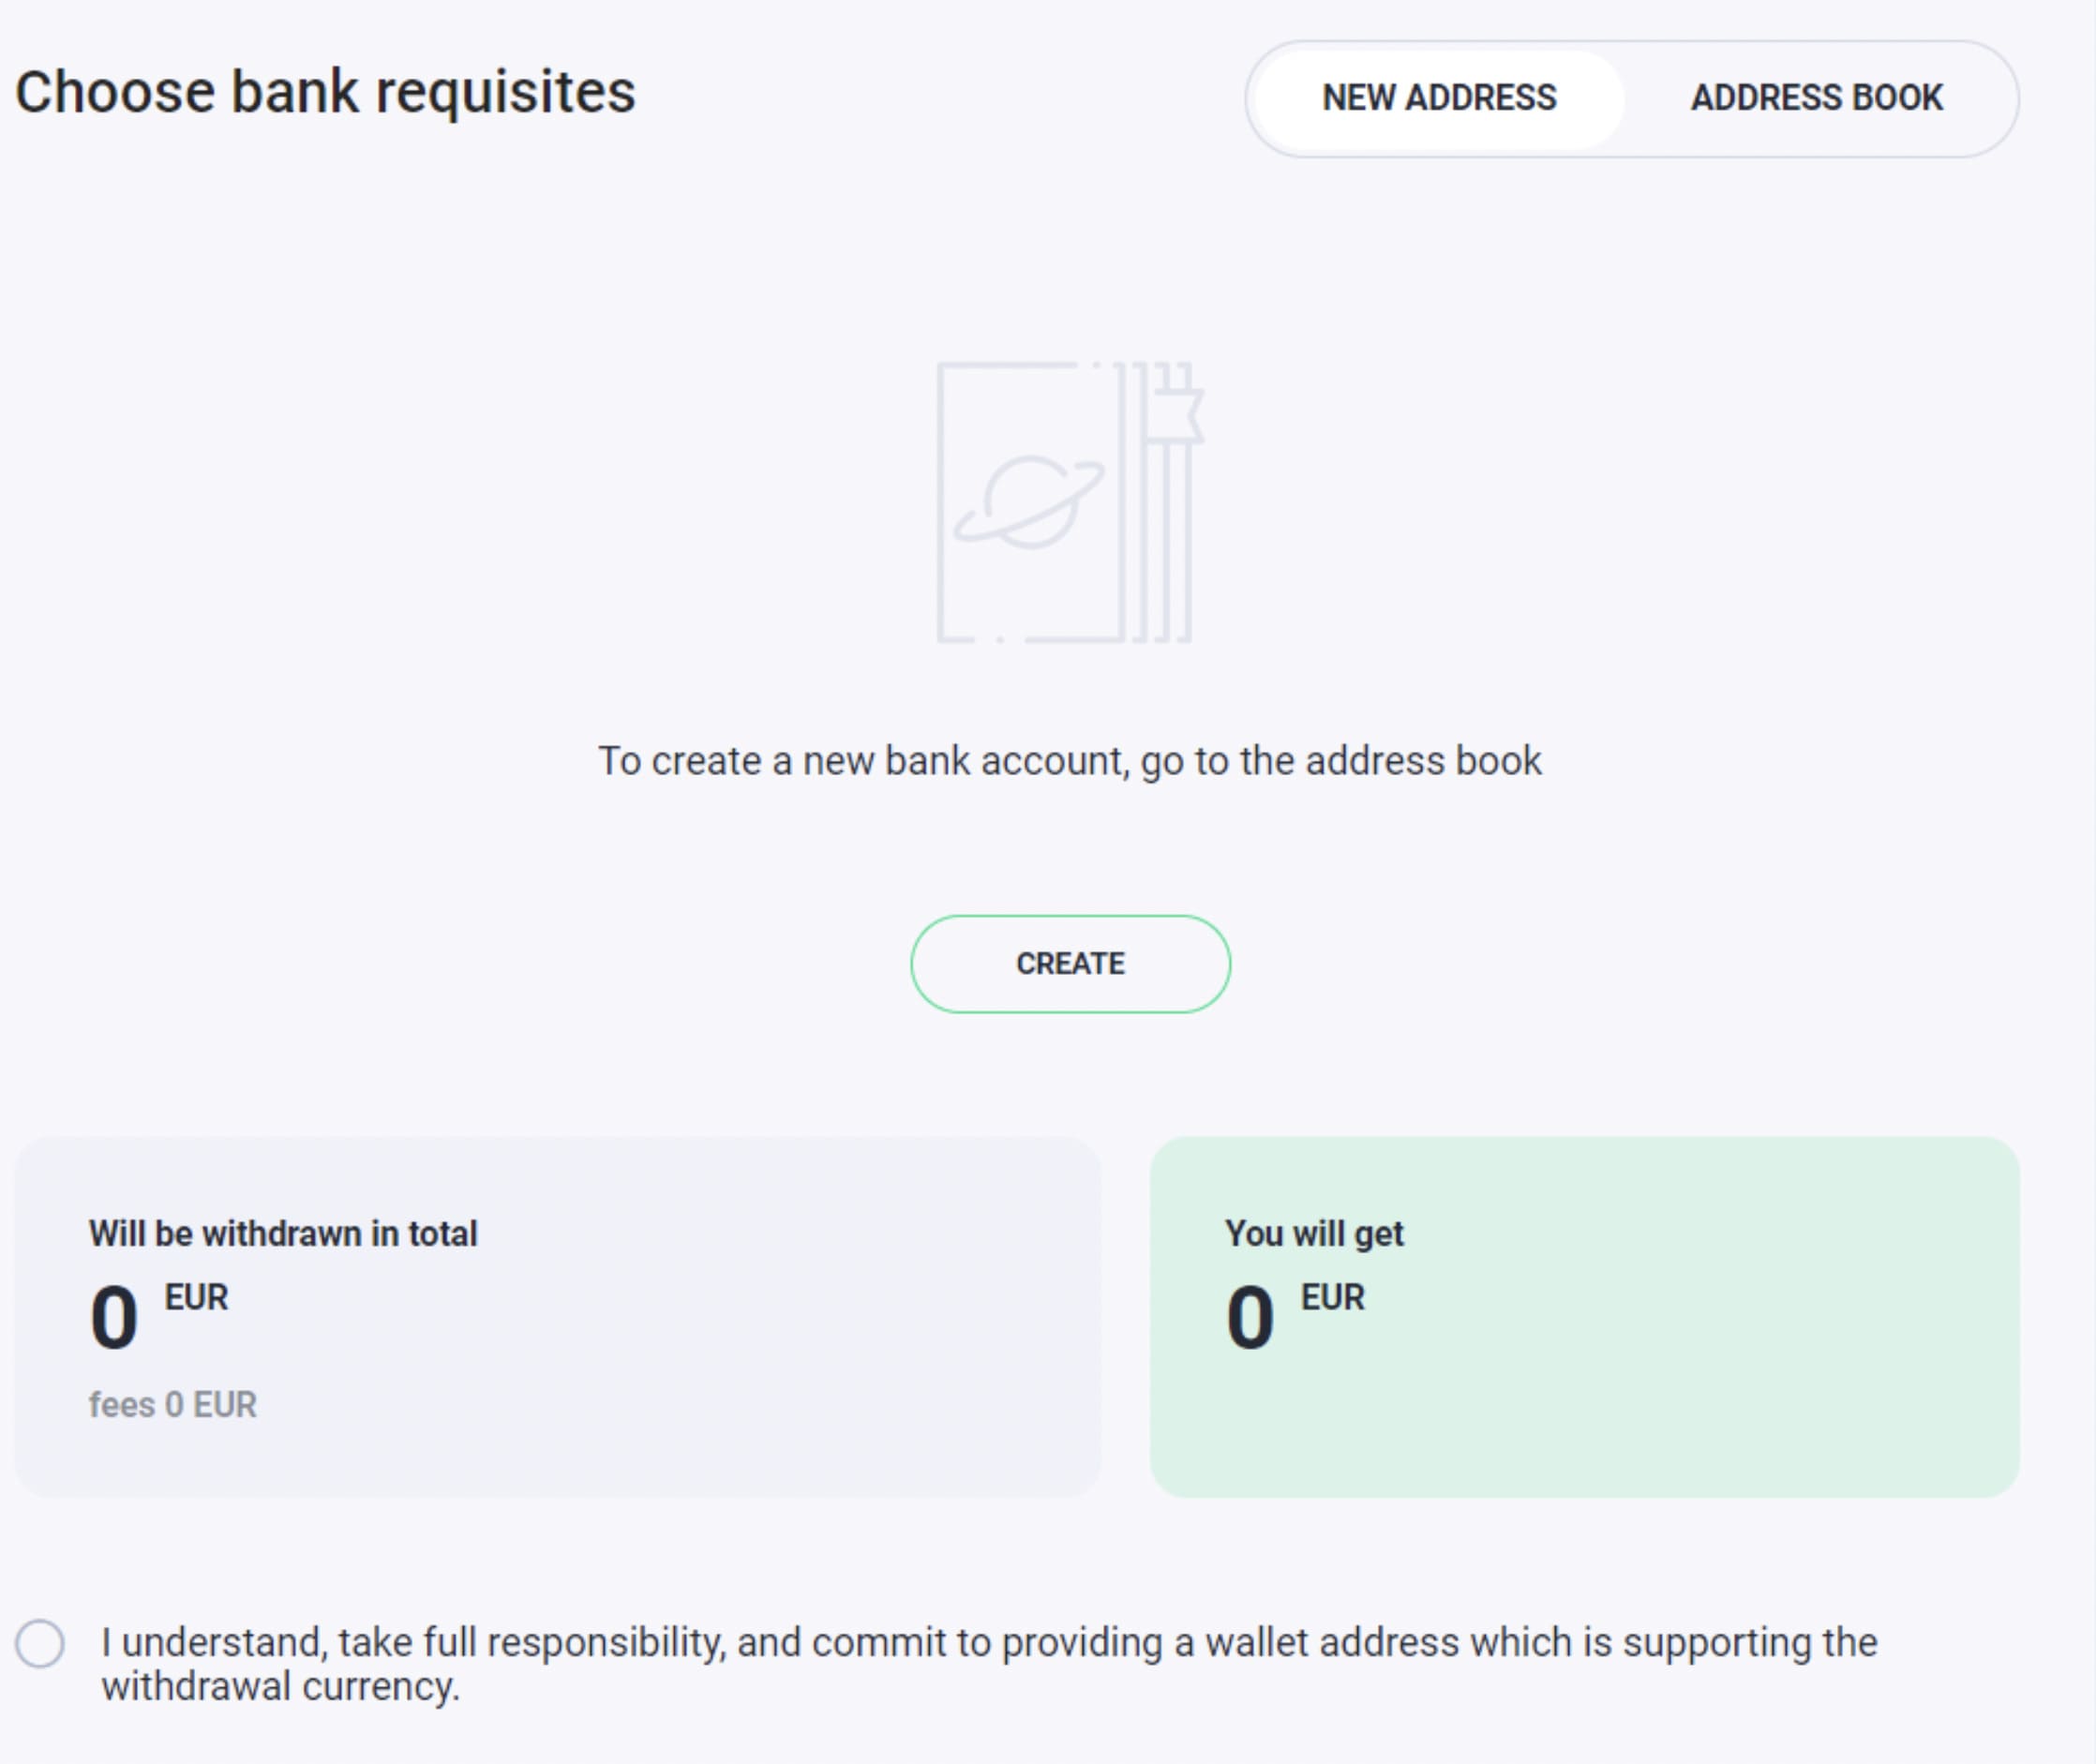 Choose bank requisites
NEW ADDRESS
ADDRESS BOOK
To create a new bank account, go to the address book
CREATE
Will be withdrawn in total
0 EUR
fees 0 EUR
You will get
0 EUR
I understand, take full responsibility, and commit to providing a wallet address which is supporting the
withdrawal currency.